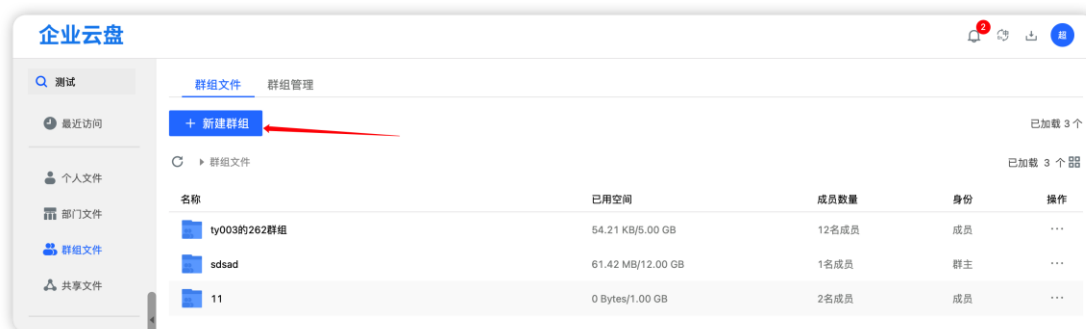 企业云盘
2
超
测试
群组文件 群组管理
+ 新建群组
已加载 3 个
最近访问
群组文件
已加载 3 个
个人文件
部门文件
群组文件
共享文件
名称 已用空间 成员数量 身份 操作
ty003的262群组 54.21 KB/5.00 GB 12名成员 成员 ...
sdsad 61.42 MB/12.00 GB 1名成员 群主 ...
11 0 Bytes/1.00 GB 2名成员 成员 ...